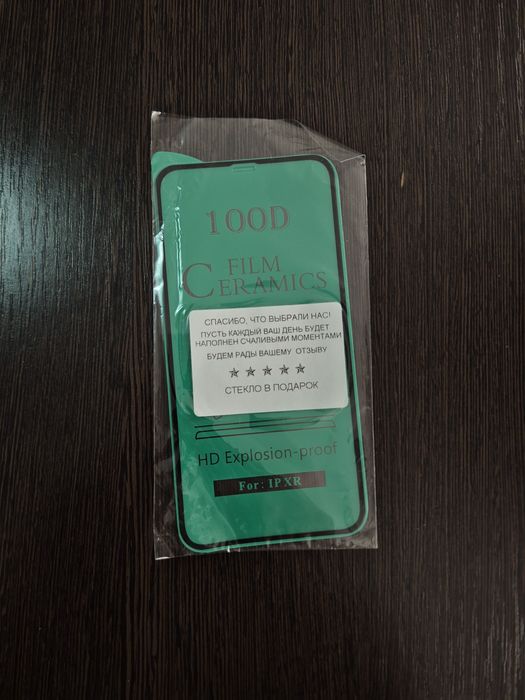 100D
FILM
CERAMICS
СПАСИБО, ЧТО ВЫБРАЛИ НАС!
ПУСТЬ КАЖДЫЙ ВАШ ДЕНЬ БУДЕТ
НАПОЛНЕН СЧАЛИВЫМИ МОМЕНТАМИ
БУДЕМ РАДЫ ВАШЕМУ ОТЗЫВУ
★ ★ ★ ★ ★
СТЕКЛО В ПОДАРОК
HD Explosion-proof
For: IP XR